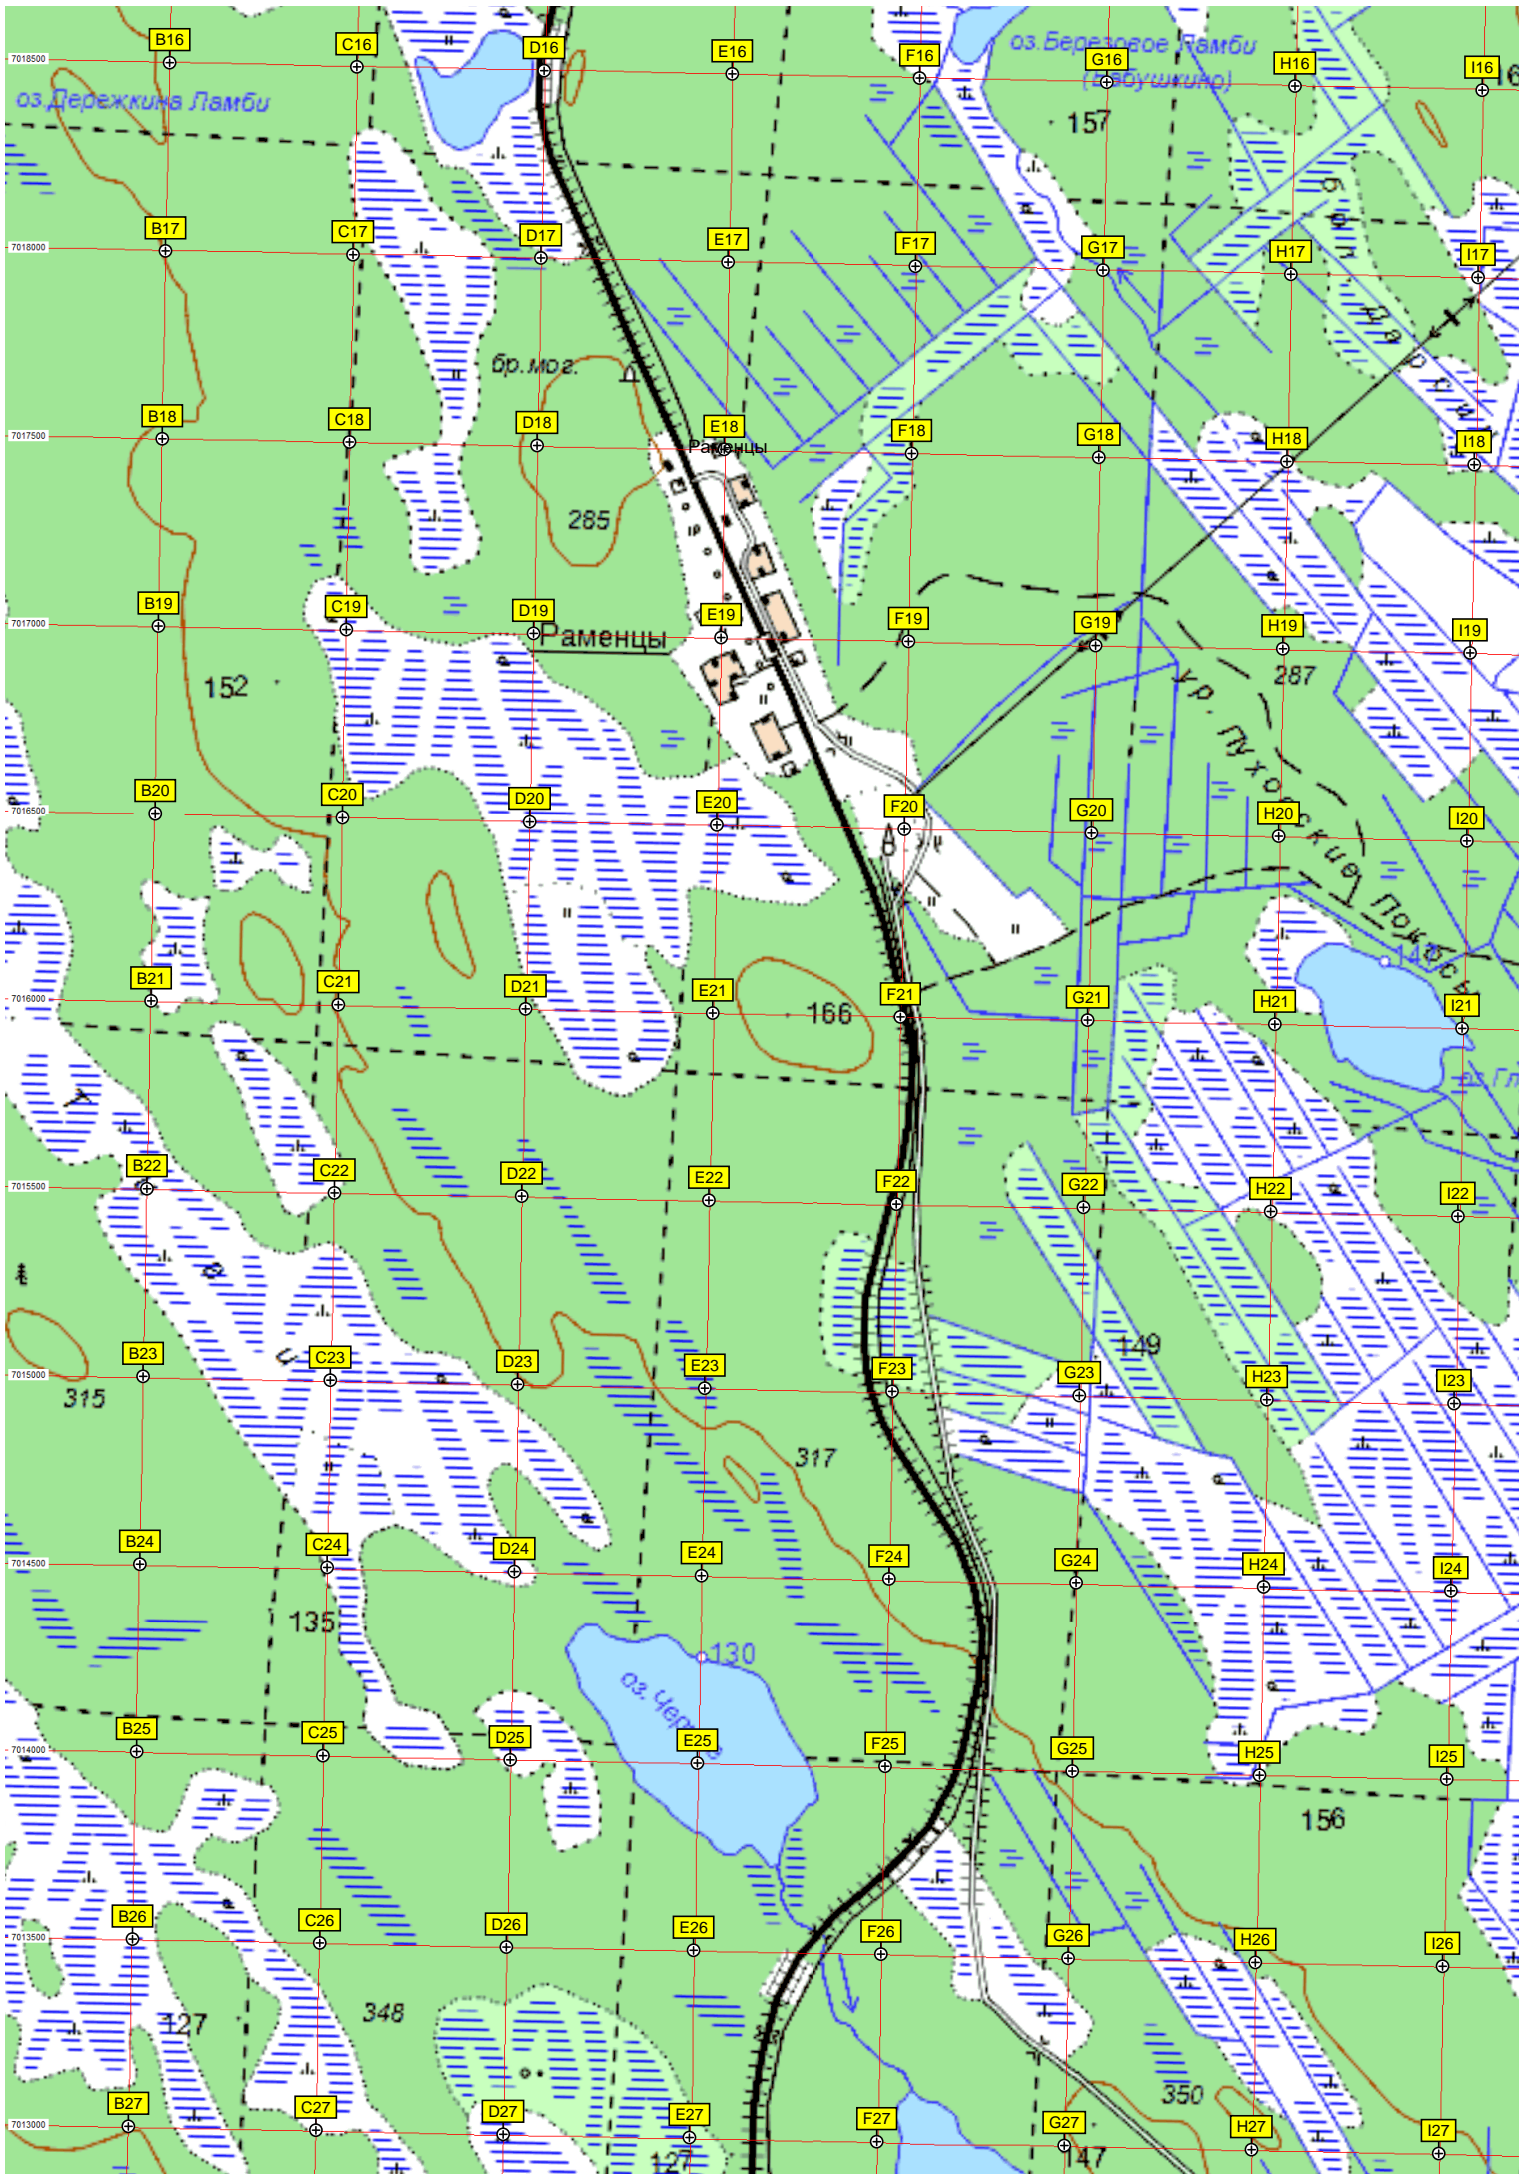 B16 C16 D16 E16 F16 G16 H16 I16
7018500
оз.Березовое Ламби
(Бабушкино)
16
оз.Дережкина Ламби
157
B17 C17 D17 E17 F17 G17 H17 I17
7018000
бр.мог.
B18 C18 D18 E18 F18 G18 H18 I18
7017500
Раменцы
285
B19 C19 D19 E19 F19 G19 H19 I19
7017000
Раменцы
152
287
ур. Пухо
B20 C20 D20 E20 F20 G20 H20 I20
7016500
B21 C21 D21 E21 F21 G21 H21 I21
7016000
166
оз.Гл
B22 C22 D22 E22 F22 G22 H22 I22
7015500
149
B23 C23 D23 E23 F23 G23 H23 I23
7015000
315
317
B24 C24 D24 E24 F24 G24 H24 I24
7014500
135
130
оз.
B25 C25 D25 E25 F25 G25 H25 I25
7014000
156
B26 C26 D26 E26 F26 G26 H26 I26
7013500
127
348
350
B27 C27 D27 E27 F27 G27 H27 I27
7013000
127
147